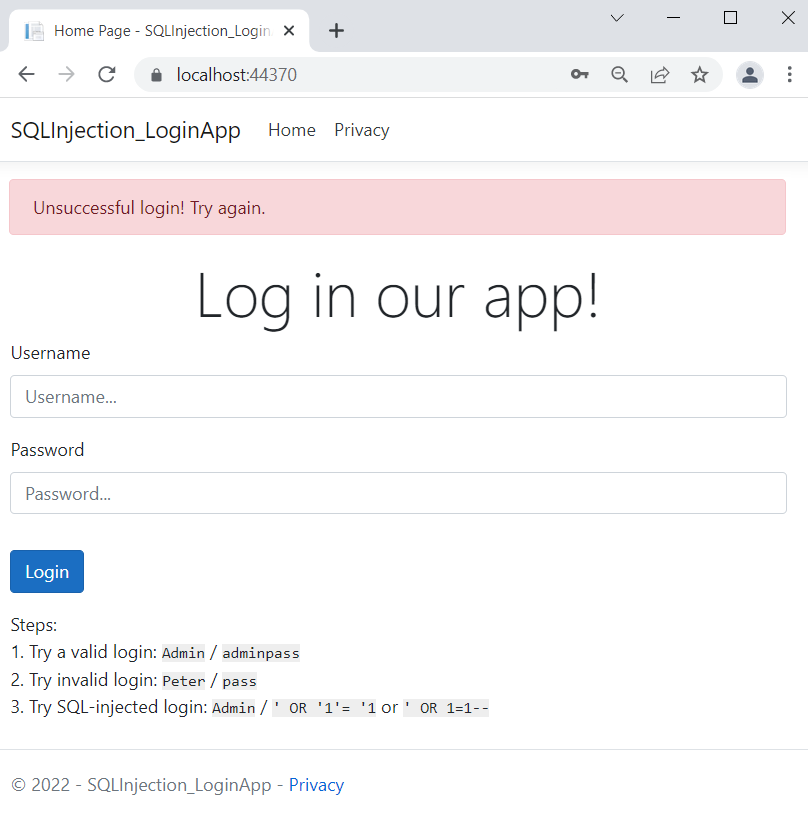 Home Page - SQLInjection_Login
localhost:44370
SQLInjection_LoginApp Home Privacy
Unsuccessful login! Try again.
Log in our app!
Username
Username...
Password
Password...
Login
Steps:
1. Try a valid login: Admin / adminpass
2. Try invalid login: Peter / pass
3. Try SQL-injected login: Admin / ' OR '1'= '1 or ' OR 1=1--
© 2022 - SQLInjection_LoginApp - Privacy